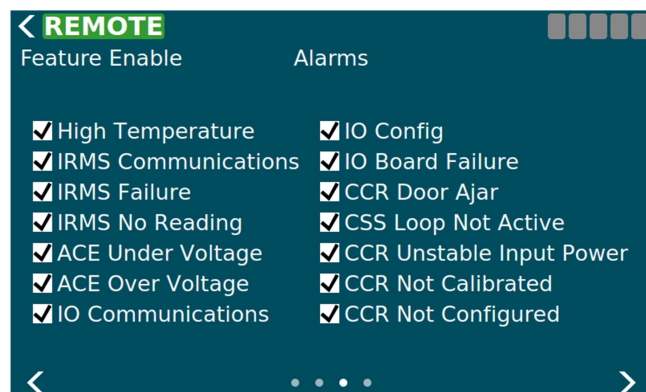 REMOTE
Feature Enable Alarms
High Temperature
IRMS Communications
IRMS Failure
IRMS No Reading
ACE Under Voltage
ACE Over Voltage
IO Communications
IO Config
IO Board Failure
CCR Door Ajar
CSS Loop Not Active
CCR Unstable Input Power
CCR Not Calibrated
CCR Not Configured